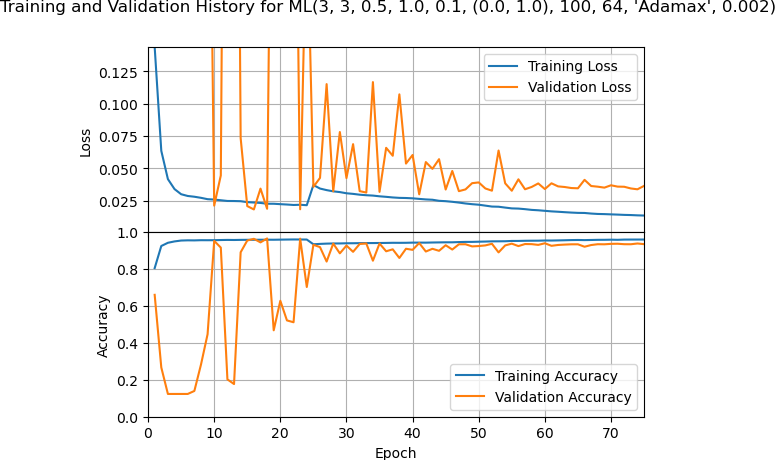 Training and Validation History for ML(3, 3, 0.5, 1.0, 0.1, (0.0, 1.0), 100, 64, 'Adamax', 0.002)
Training Loss
Validation Loss
0.125
0.100
0.075
0.050
0.025
Loss
1.0
0.8
0.6
0.4
0.2
0.0
Accuracy
Training Accuracy
Validation Accuracy
0 10 20 30 40 50 60 70
Epoch